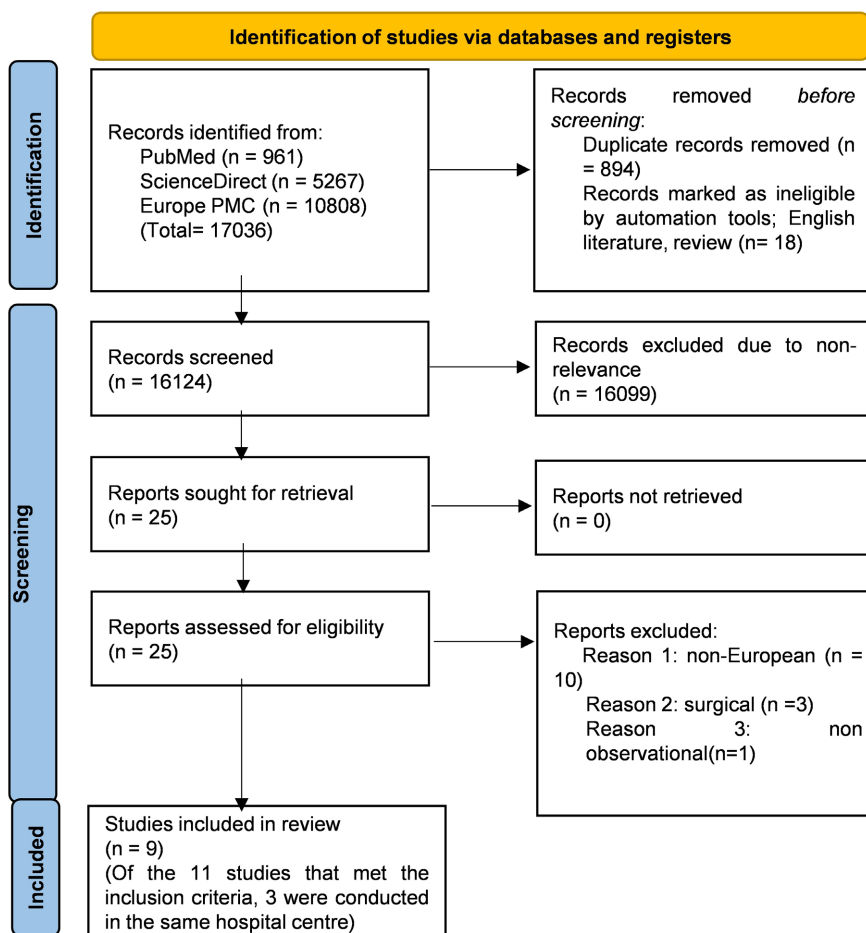 Identification of studies via databases and registers
Identification
Records identified from:
PubMed (n = 961)
ScienceDirect (n = 5267)
Europe PMC (n = 10808)
(Total= 17036)
Records removed before
screening:
Duplicate records removed (n
= 894)
Records marked as ineligible
by automation tools; English
literature, review (n= 18)
Screening
Records screened
(n = 16124)
Records excluded due to non-
relevance
(n = 16099)
Reports sought for retrieval
(n = 25)
Reports not retrieved
(n = 0)
Reports assessed for eligibility
(n = 25)
Reports excluded:
Reason 1: non-European (n =
10)
Reason 2: surgical (n =3)
Reason 3: non
observational(n=1)
Included
Studies included in review
(n = 9)
(Of the 11 studies that met the
inclusion criteria, 3 were conducted
in the same hospital centre)